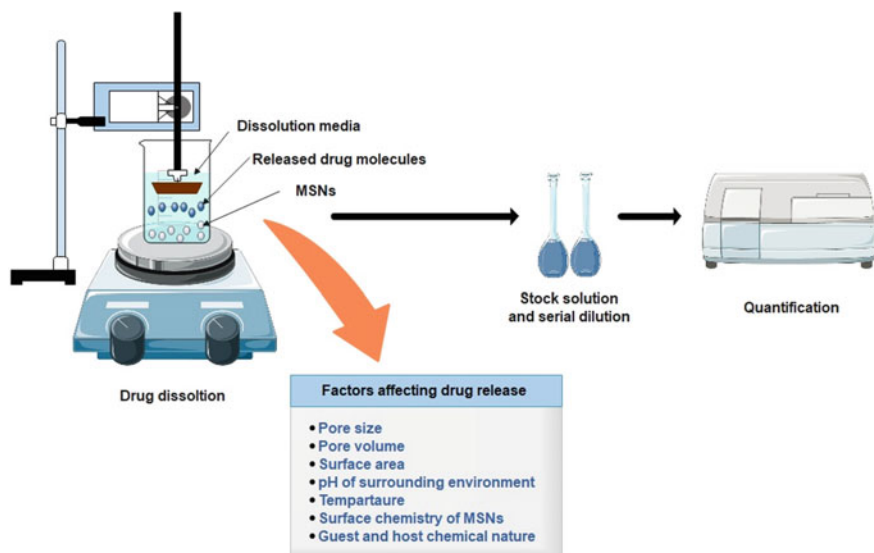 Dissolution media
Released drug molecules
MSNs
Stock solution
and serial dilution
Quantification
Drug dissoltion
Factors affecting drug release
• Pore size
• Pore volume
• Surface area
• pH of surrounding environment
• Tempartaure
• Surface chemistry of MSNs
• Guest and host chemical nature